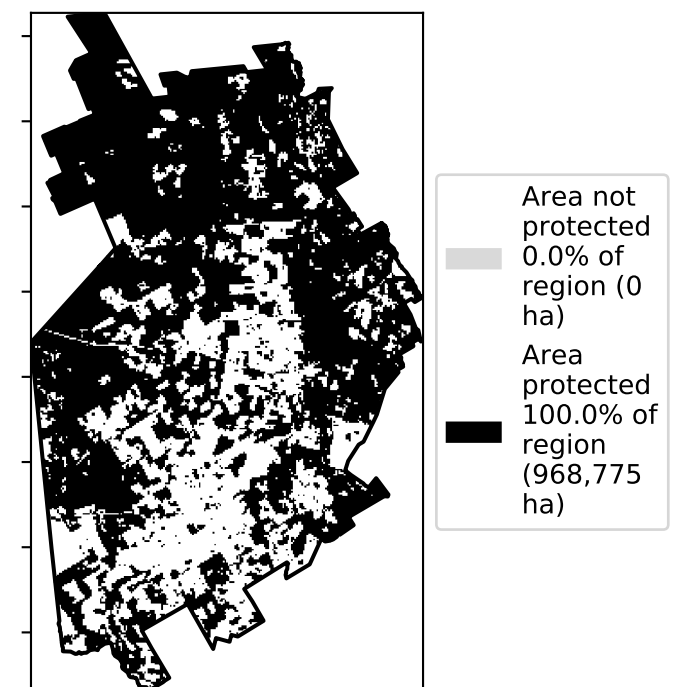 Area not
protected
0.0% of
region (0
ha)
Area
protected
100.0% of
region
(968,775
ha)